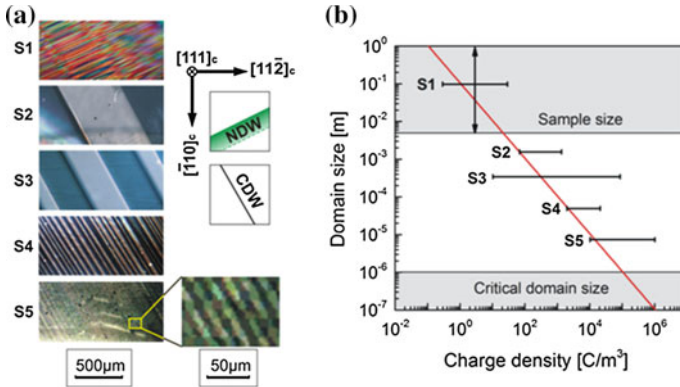 (a)
S1
S2
S3
S4
S5
[111]c
[112̄]c
[1̄10]c
NDW
CDW
500μm
50μm
(b)
Domain size [m]
10⁰
10⁻¹
10⁻²
10⁻³
10⁻⁴
10⁻⁵
10⁻⁶
10⁻⁷
S1
Sample size
S2
S3
S4
S5
Critical domain size
10⁻² 10⁰ 10² 10⁴ 10⁶
Charge density [C/m³]